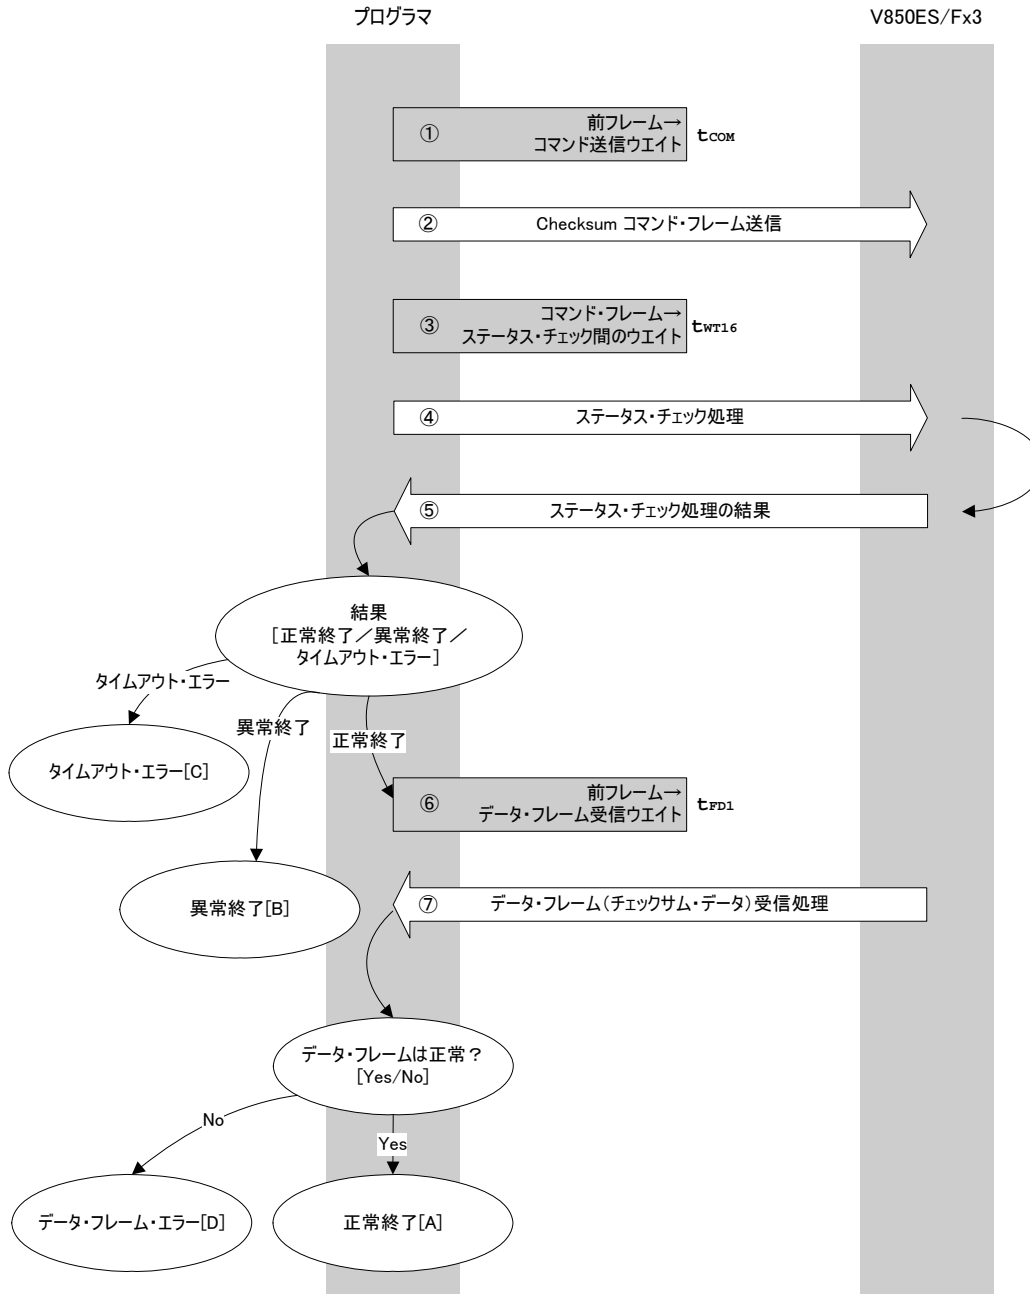 プログラマ
V850ES/Fx3
①
前フレーム→
コマンド送信ウエイト
tCOM
②
Checksum コマンド・フレーム送信
③
コマンド・フレーム→
ステータス・チェック間のウエイト
tWT16
④
ステータス・チェック処理
⑤
ステータス・チェック処理の結果
結果
[正常終了／異常終了／
タイムアウト・エラー]
タイムアウト・エラー
異常終了
正常終了
タイムアウト・エラー[C]
⑥
前フレーム→
データ・フレーム受信ウエイト
tFD1
異常終了[B]
⑦
データ・フレーム（チェックサム・データ）受信処理
データ・フレームは正常？
[Yes/No]
No
Yes
データ・フレーム・エラー[D]
正常終了[A]